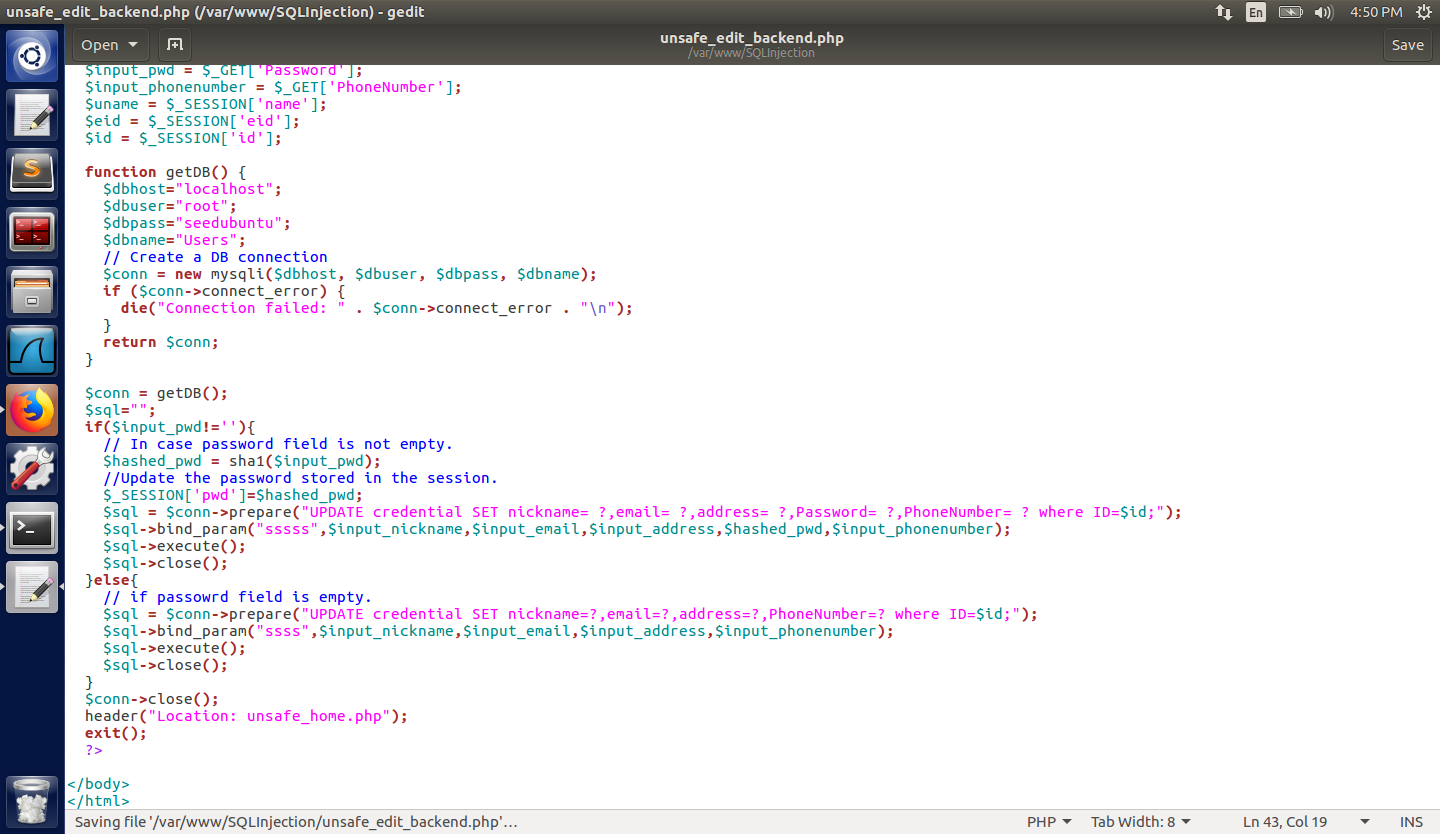 unsafe_edit_backend.php (/var/www/SQLInjection) - gedit
En
4:50 PM
Open
unsafe_edit_backend.php
/var/www/SQLInjection
Save
$input_pwd = $_GET['Password'];
$input_phonenumber = $_GET['PhoneNumber'];
$uname = $_SESSION['name'];
$eid = $_SESSION['eid'];
$id = $_SESSION['id'];
function getDB() {
$dbhost="localhost";
$dbuser="root";
$dbpass="seedubuntu";
$dbname="Users";
// Create a DB connection
$conn = new mysqli($dbhost, $dbuser, $dbpass, $dbname);
if ($conn->connect_error) {
die("Connection failed: " . $conn->connect_error . "\n");
}
return $conn;
}
$conn = getDB();
$sql="";
if($input_pwd!=''){
// In case password field is not empty.
$hashed_pwd = sha1($input_pwd);
//Update the password stored in the session.
$_SESSION['pwd']=$hashed_pwd;
$sql = $conn->prepare("UPDATE credential SET nickname= ?,email= ?,address= ?,Password= ?,PhoneNumber= ? where ID=$id;");
$sql->bind_param("sssss",$input_nickname,$input_email,$input_address,$hashed_pwd,$input_phonenumber);
$sql->execute();
$sql->close();
}else{
// if passowrd field is empty.
$sql = $conn->prepare("UPDATE credential SET nickname=?,email=?,address=?,PhoneNumber=? where ID=$id;");
$sql->bind_param("ssss",$input_nickname,$input_email,$input_address,$input_phonenumber);
$sql->execute();
$sql->close();
}
$conn->close();
header("Location: unsafe_home.php");
exit();
?>
</body>
</html>
Saving file '/var/www/SQLInjection/unsafe_edit_backend.php'…
PHP
Tab Width: 8
Ln 43, Col 19
INS